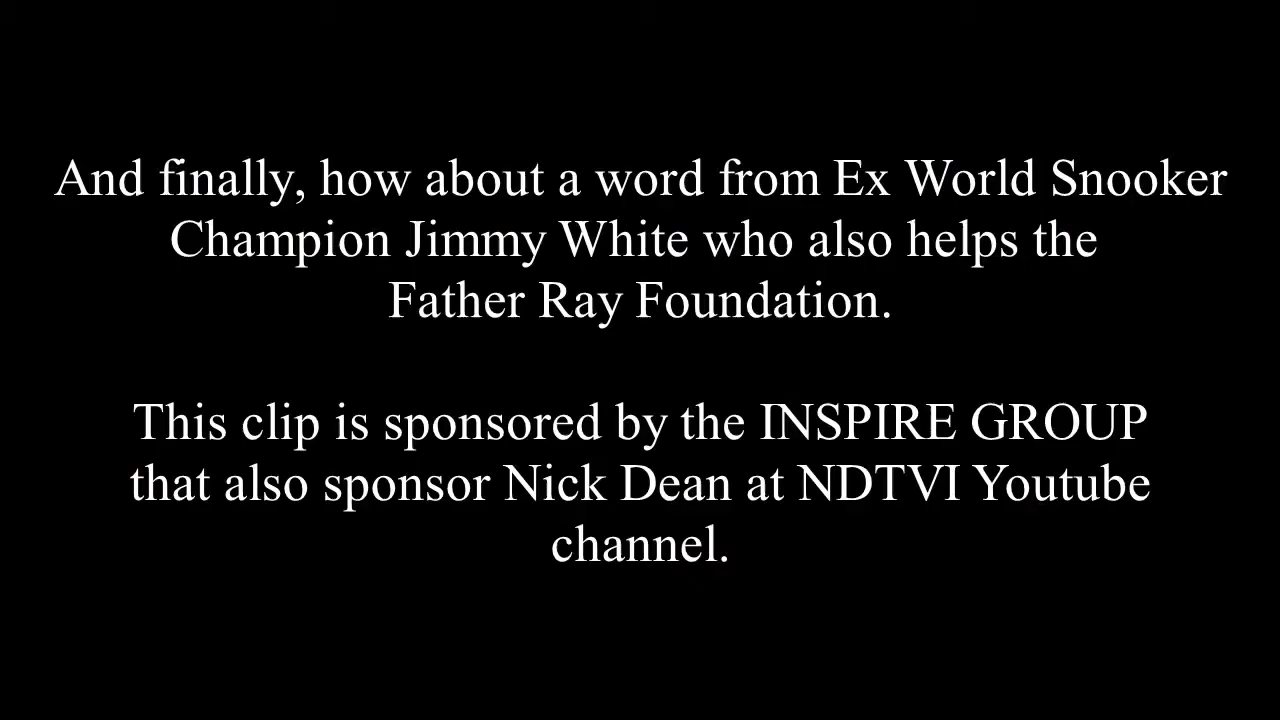 And finally, how about a word from Ex World Snooker
Champion Jimmy White who also helps the
Father Ray Foundation.
This clip is sponsored by the INSPIRE GROUP
that also sponsor Nick Dean at NDTVI Youtube
channel.